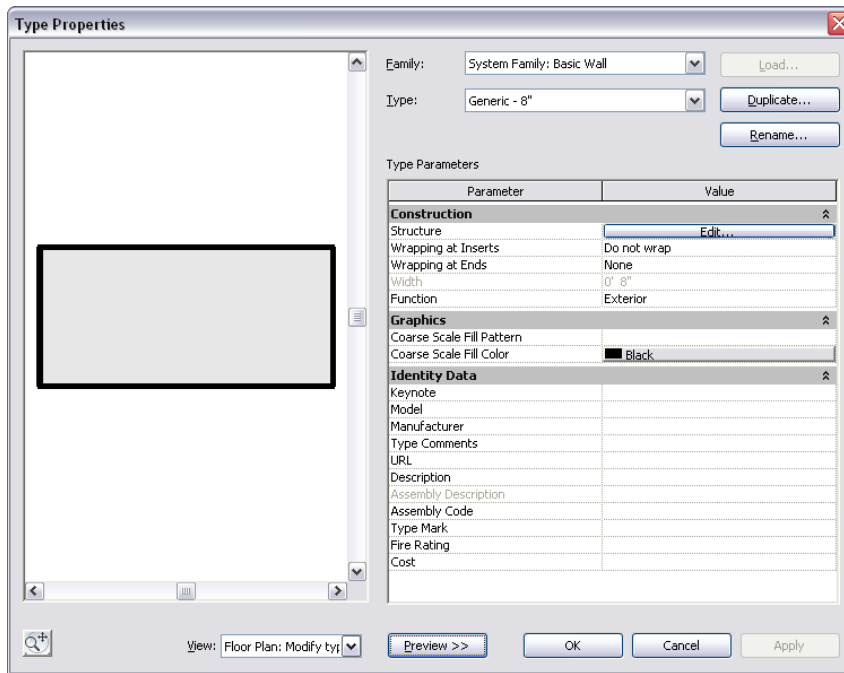 Type Properties
Family: System Family: Basic Wall Load...
Type: Generic - 8" Duplicate...
Rename...
Type Parameters
Parameter Value
Construction
Structure Edit...
Wrapping at Inserts Do not wrap
Wrapping at Ends None
Width 0' 8"
Function Exterior
Graphics
Coarse Scale Fill Pattern
Coarse Scale Fill Color Black
Identity Data
Keynote
Model
Manufacturer
Type Comments
URL
Description
Assembly Description
Assembly Code
Type Mark
Fire Rating
Cost
View: Floor Plan: Modify typ Preview >> OK Cancel Apply